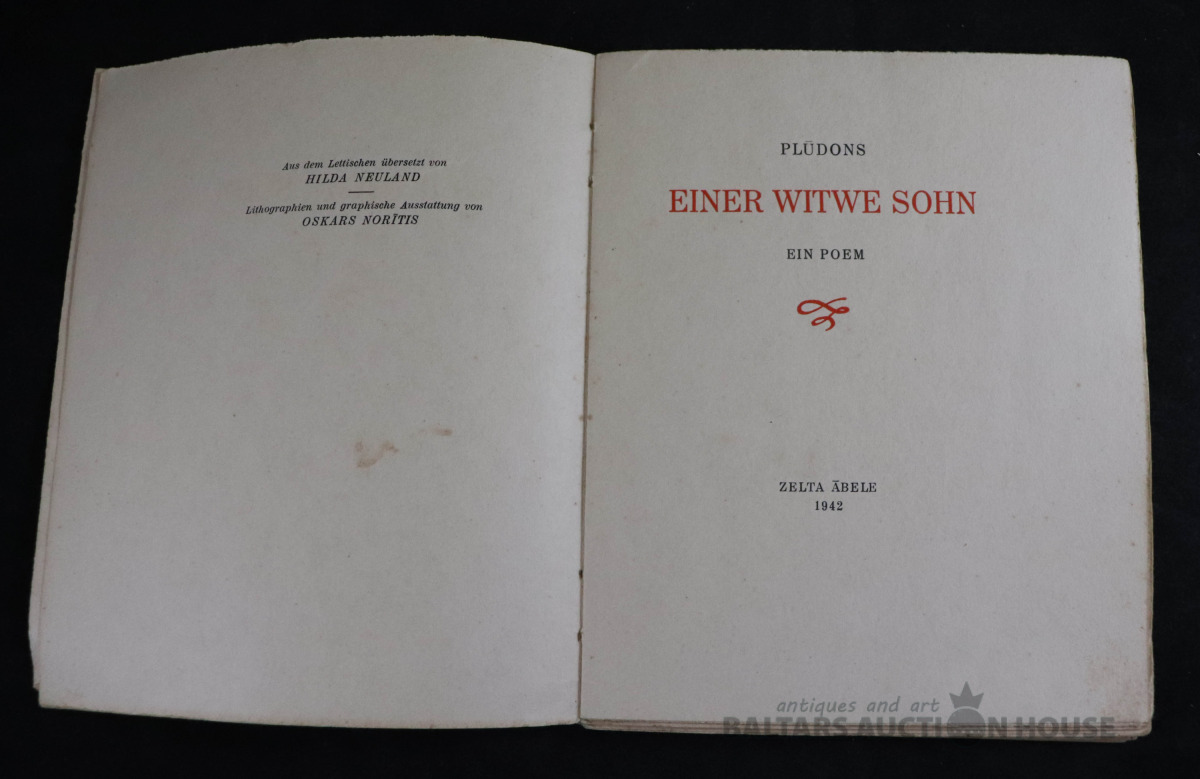 Aus dem Lettischen übersetzt von
HILDA NEULAND
Lithographien und graphische Ausstattung von
OSKARS NORĪTIS
PLŪDONS
EINER WITWE SOHN
EIN POEM
ZELTA ĀBELE
1942
antiques and art
BALTARS AUCTION HOUSE